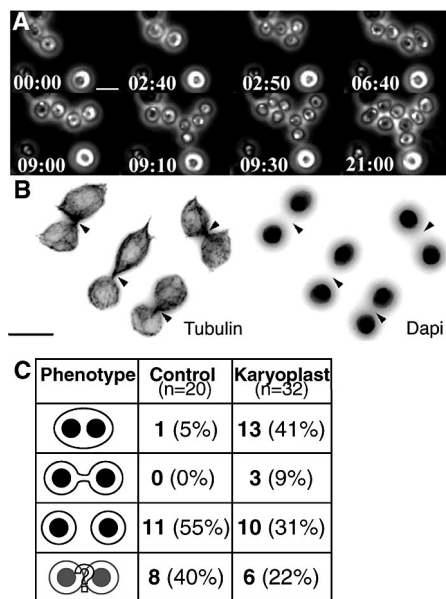 A
00:00 02:40 02:50 06:40
09:00 09:10 09:30 21:00
B
Tubulin Dapi
C
Phenotype Control Karyoplast
(n=20) (n=32)
1 (5%) 13 (41%)
0 (0%) 3 (9%)
11 (55%) 10 (31%)
? 8 (40%) 6 (22%)